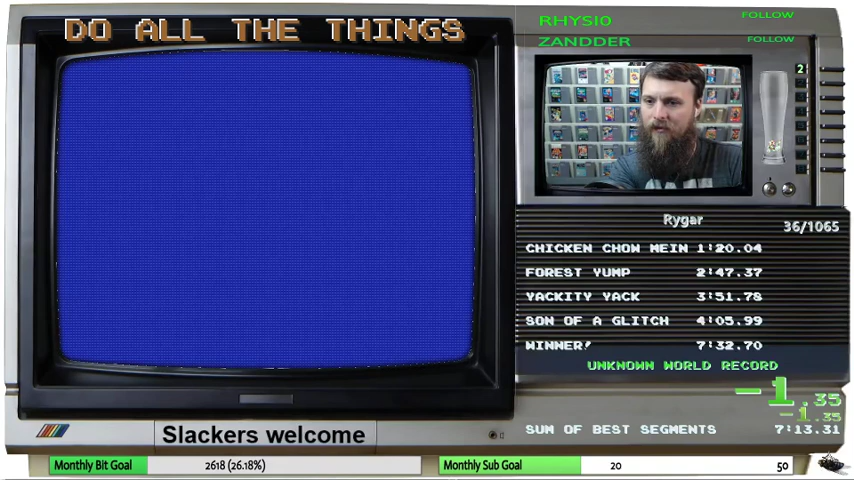 DO ALL THE THINGS
RHYSI0 FOLLOW
ZANDDER FOLLOW
2
Rygar
36/1065
CHICKEN CHOW MEIN 1:20.04
FOREST YUMP 2:47.37
YACKITY YACK 3:51.78
SON OF A GLITCH 4:05.99
WINNER! 7:32.70
UNKNOWN WORLD RECORD
-1.35
-1.35
SUM OF BEST SEGMENTS 7:13.31
Slackers welcome
Monthly Bit Goal 2618 (26.18%)
Monthly Sub Goal 20 50